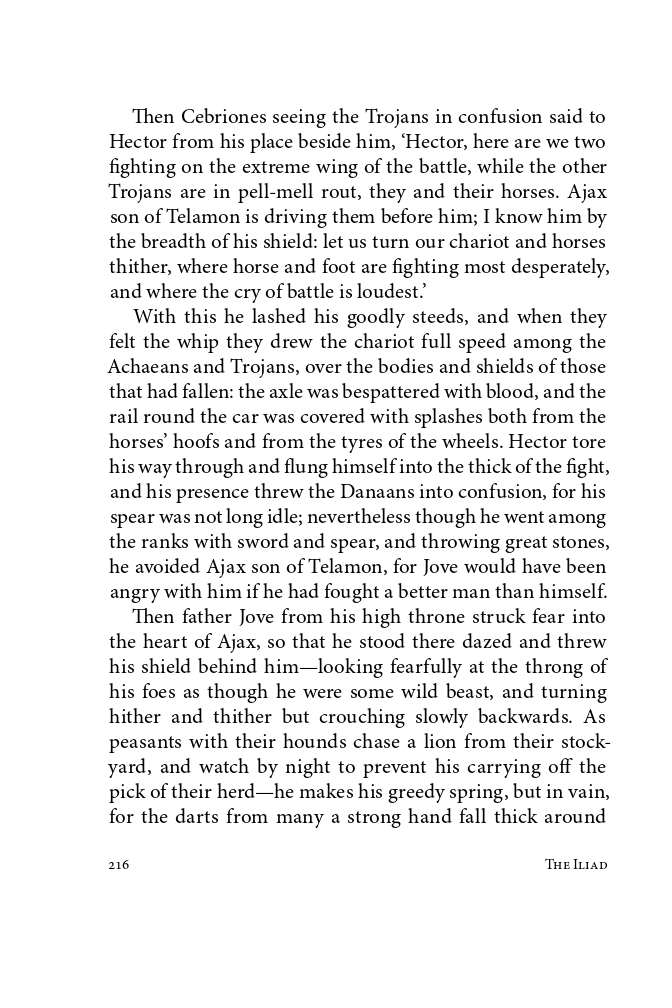 Then Cebriones seeing the Trojans in confusion said to
Hector from his place beside him, ‘Hector, here are we two
fighting on the extreme wing of the battle, while the other
Trojans are in pell-mell rout, they and their horses. Ajax
son of Telamon is driving them before him; I know him by
the breadth of his shield: let us turn our chariot and horses
thither, where horse and foot are fighting most desperately,
and where the cry of battle is loudest.’
With this he lashed his goodly steeds, and when they
felt the whip they drew the chariot full speed among the
Achaeans and Trojans, over the bodies and shields of those
that had fallen: the axle was bespattered with blood, and the
rail round the car was covered with splashes both from the
horses’ hoofs and from the tyres of the wheels. Hector tore
his way through and flung himself into the thick of the fight,
and his presence threw the Danaans into confusion, for his
spear was not long idle; nevertheless though he went among
the ranks with sword and spear, and throwing great stones,
he avoided Ajax son of Telamon, for Jove would have been
angry with him if he had fought a better man than himself.
Then father Jove from his high throne struck fear into
the heart of Ajax, so that he stood there dazed and threw
his shield behind him—looking fearfully at the throng of
his foes as though he were some wild beast, and turning
hither and thither but crouching slowly backwards. As
peasants with their hounds chase a lion from their stock-
yard, and watch by night to prevent his carrying off the
pick of their herd—he makes his greedy spring, but in vain,
for the darts from many a strong hand fall thick around
216 The Iliad